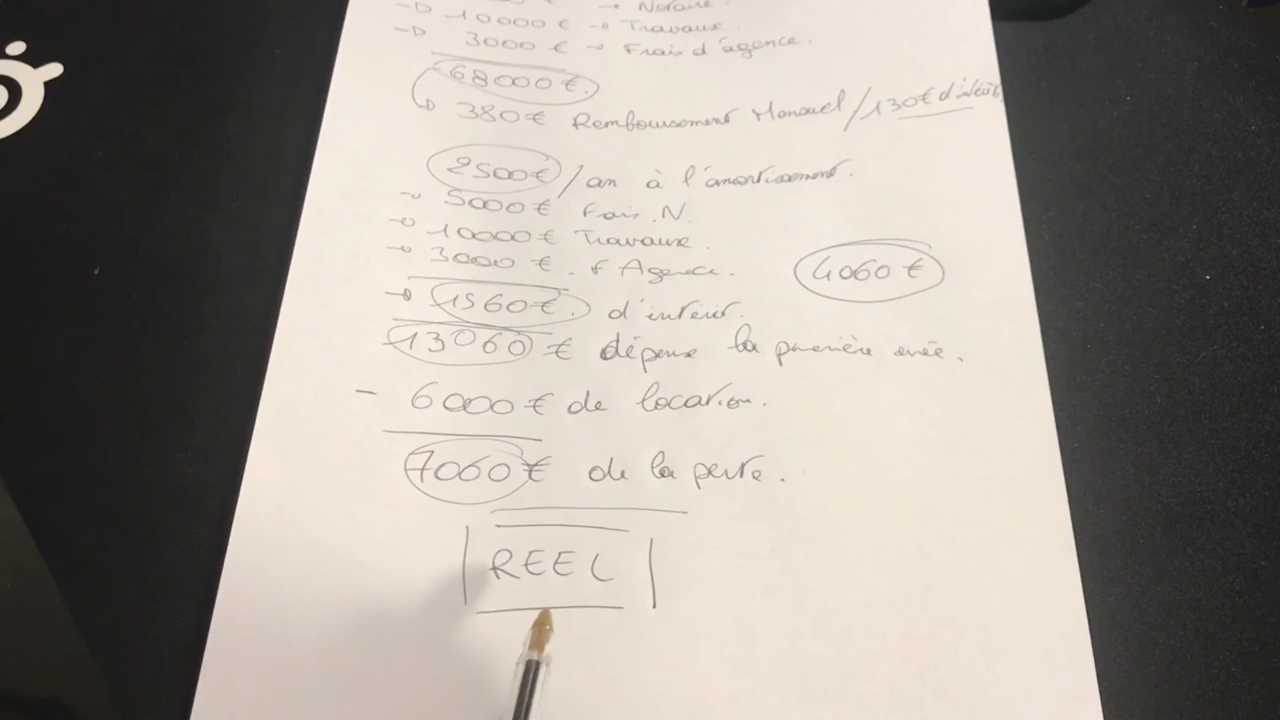 → Notaire.
→ 10000 € → Travaux
→ 3000 € → Frais d'agence.
68000 €.
→ 380 € Remboursement Mensuel / 130 € d'intérêt
2500 € / an à l'amortissement.
→ 5000 € Frais. N.
→ 10000 € Travaux.
→ 3000 €. F Agence.
4060 €
→ 1560 €. d'intérêt.
13060 € dépense la première année.
- 6000 € de location.
7060 € de la perte.
REEL